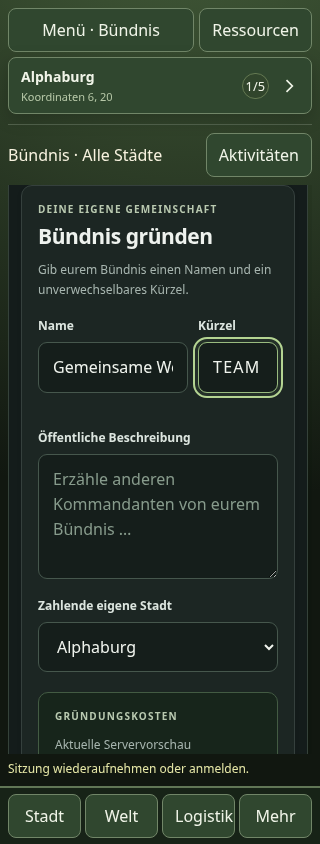 Menü · Bündnis
Ressourcen
Alphaburg
Koordinaten 6, 20
1/5
Bündnis · Alle Städte
Aktivitäten
DEINE EIGENE GEMEINSCHAFT
Bündnis gründen
Gib eurem Bündnis einen Namen und ein
unverwechselbares Kürzel.
Name
Kürzel
Gemeinsame We
TEAM
Öffentliche Beschreibung
Erzähle anderen
Kommandanten von eurem
Bündnis ...
Zahlende eigene Stadt
Alphaburg
GRÜNDUNGSKOSTEN
Aktuelle Servervorschau
Sitzung wiederaufnehmen oder anmelden.
Stadt
Welt
Logistik
Mehr